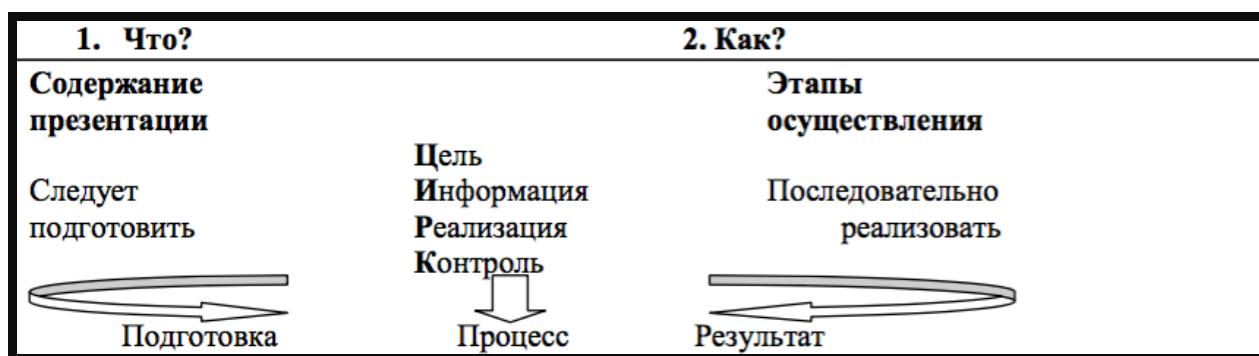 1. Что? 2. Как?
Содержание Этапы
презентации осуществления
Цель
Следует Информация Последовательно
подготовить Реализация реализовать
Контроль
Подготовка Процесс Результат